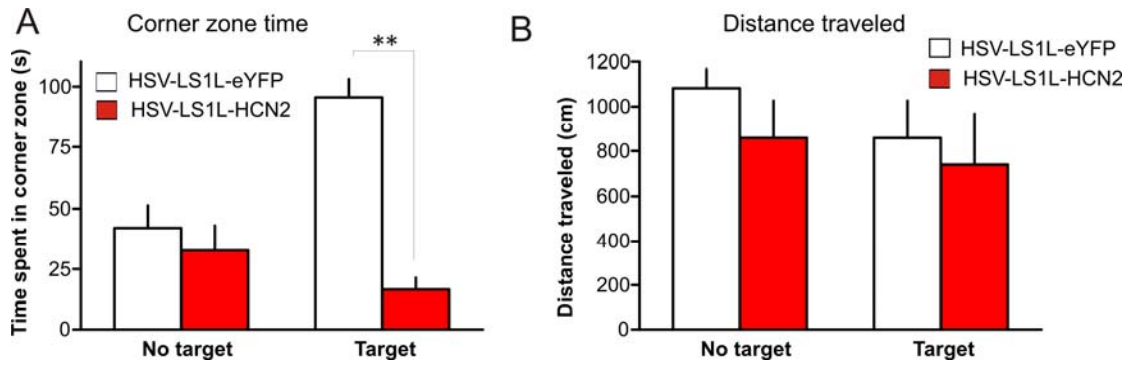 A
Corner zone time
Time spent in corner zone (s)
100
75
50
25
0
HSV-LS1L-eYFP
HSV-LS1L-HCN2
**
No target
Target
B
Distance traveled
Distance traveled (cm)
1200
1000
800
600
400
200
0
HSV-LS1L-eYFP
HSV-LS1L-HCN2
No target
Target